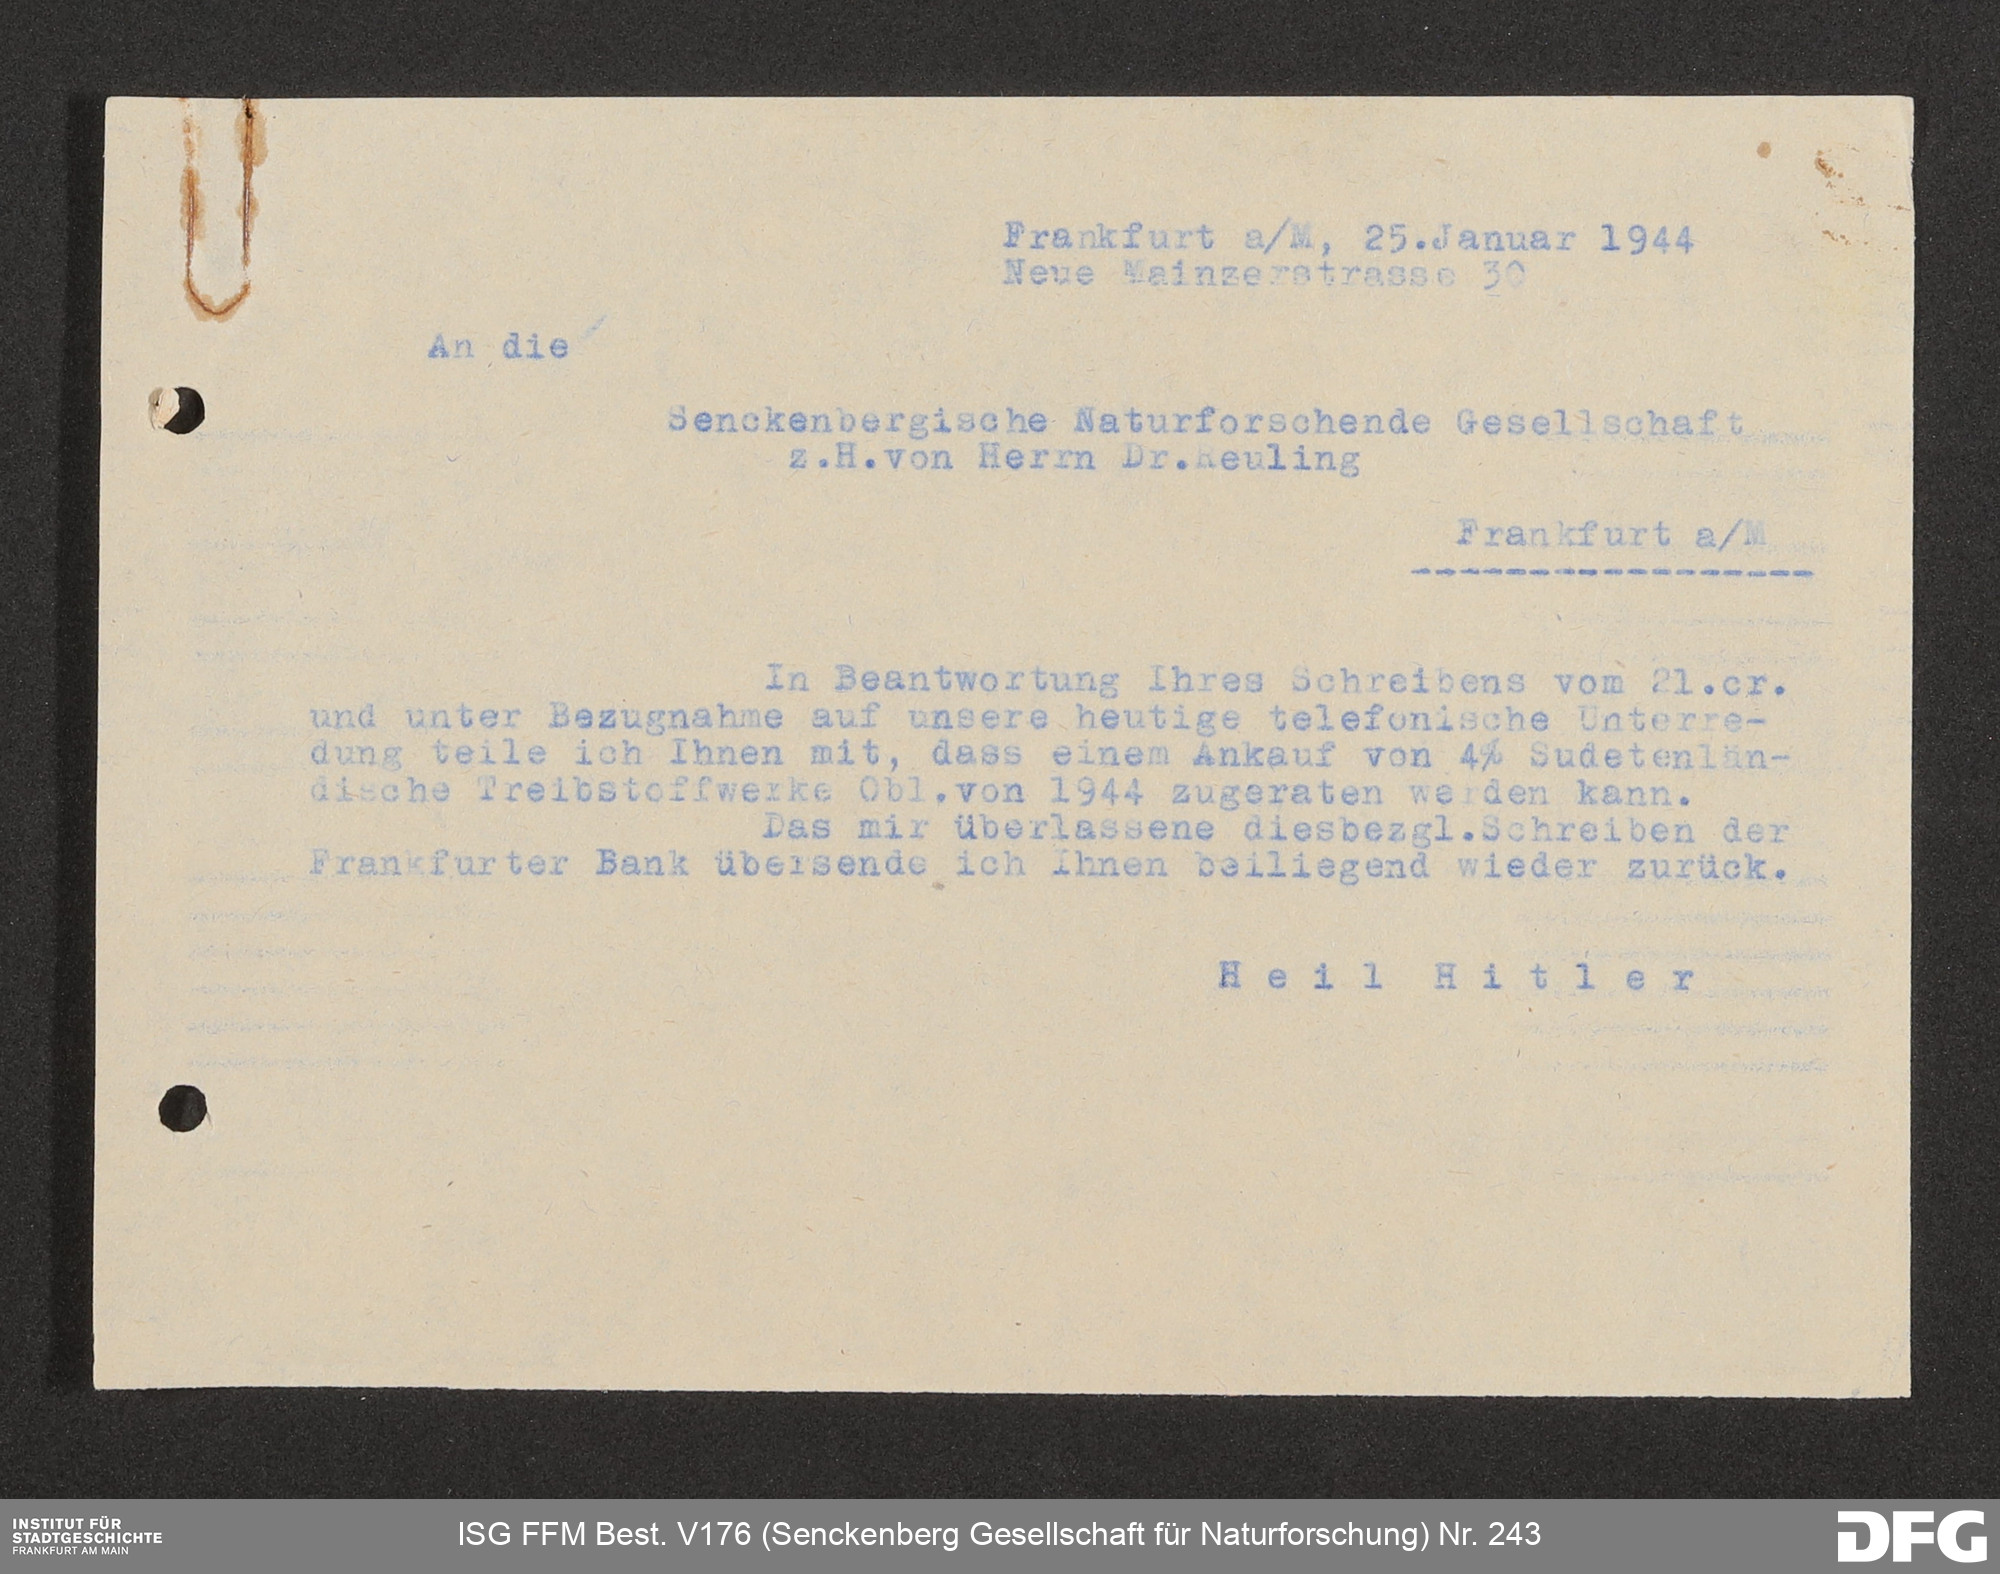 Frankfurt a/M, 25.Januar 1944
Neue Mainzerstrasse 30
An die
Senckenbergische Naturforschende Gesellschaft
z.H.von Herrn Dr.Reuling
Frankfurt a/M
-----------------
In Beantwortung Ihres Schreibens vom 21.cr.
und unter Bezugnahme auf unsere heutige telefonische Unterre-
dung teile ich Ihnen mit, dass einem Ankauf von 4% Sudetenlän-
dische Treibstoffwerke Obl.von 1944 zugeraten werden kann.
Das mir überlassene diesbezgl.Schreiben der
Frankfurter Bank übersende ich Ihnen beiliegend wieder zurück.
H e i l  H i t l e r
INSTITUT FÜR
STADTGESCHICHTE
FRANKFURT AM MAIN
ISG FFM Best. V176 (Senckenberg Gesellschaft für Naturforschung) Nr. 243
DFG